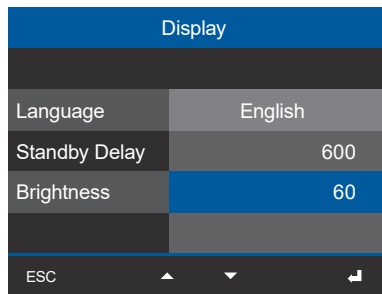 Display
Language English
Standby Delay 600
Brightness 60
ESC